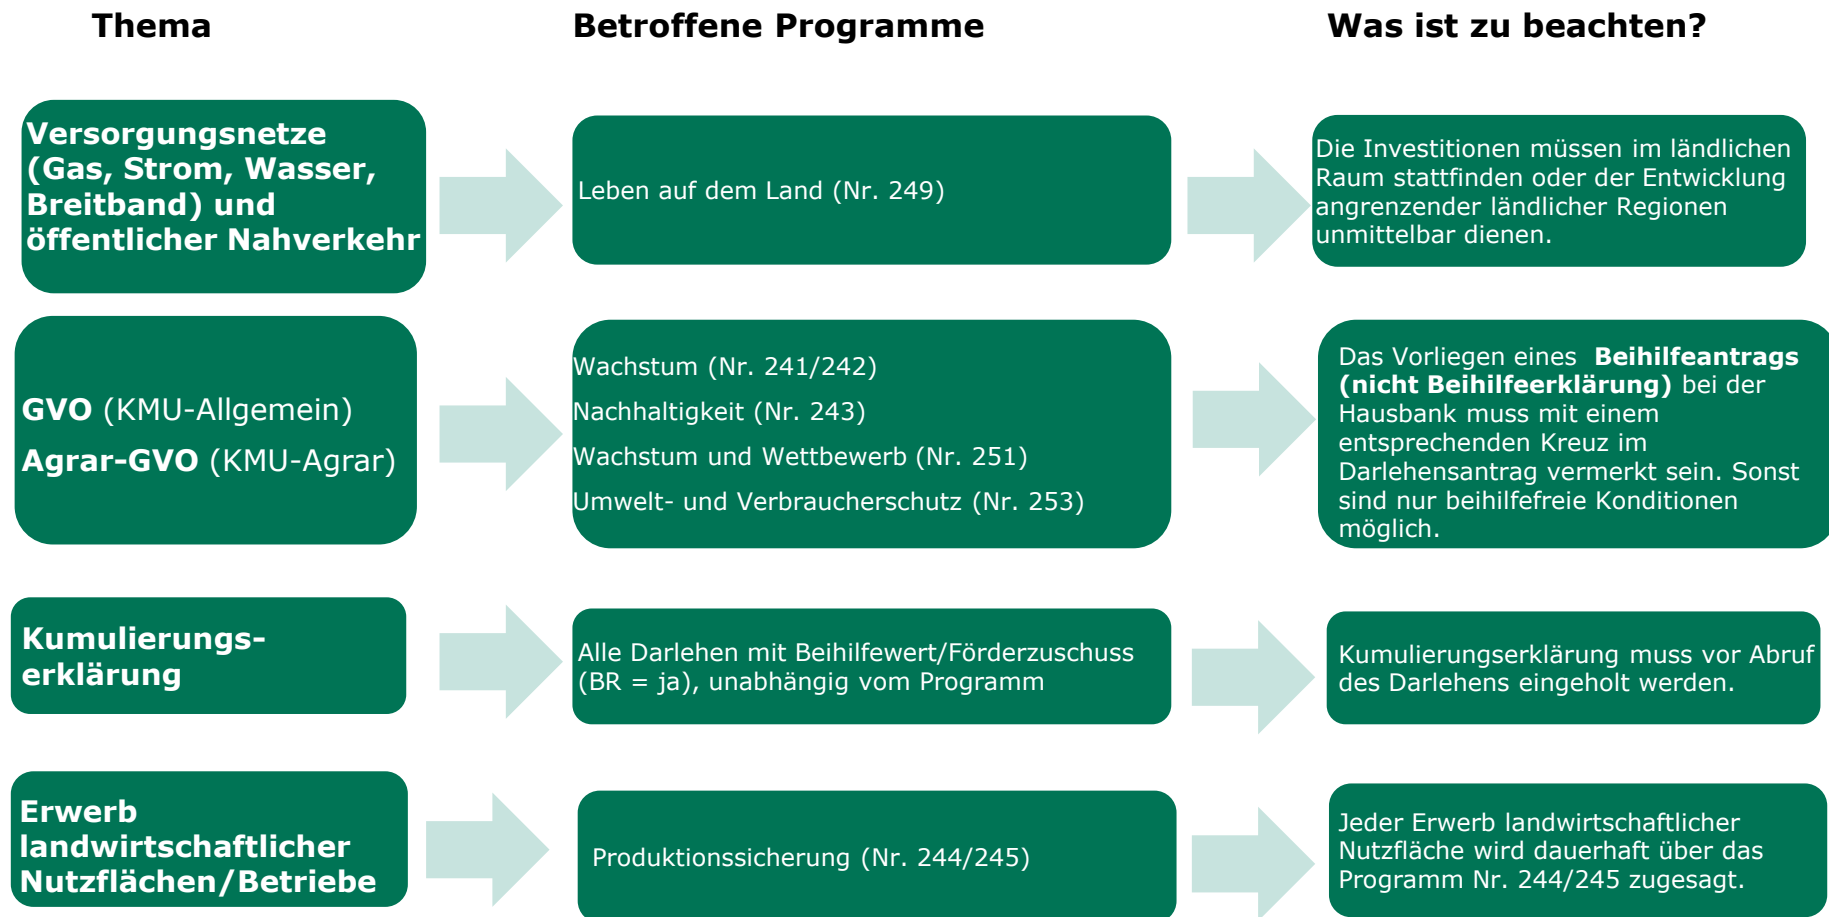 Thema
Betroffene Programme
Was ist zu beachten?
Versorgungsnetze
(Gas, Strom, Wasser,
Breitband) und
öffentlicher Nahverkehr
Leben auf dem Land (Nr. 249)
Die Investitionen müssen im ländlichen
Raum stattfinden oder der Entwicklung
angrenzender ländlicher Regionen
unmittelbar dienen.
GVO (KMU-Allgemein)
Agrar-GVO (KMU-Agrar)
Wachstum (Nr. 241/242)
Nachhaltigkeit (Nr. 243)
Wachstum und Wettbewerb (Nr. 251)
Umwelt- und Verbraucherschutz (Nr. 253)
Das Vorliegen eines Beihilfeantrags
(nicht Beihilfeerklärung) bei der
Hausbank muss mit einem
entsprechenden Kreuz im
Darlehensantrag vermerkt sein. Sonst
sind nur beihilfefreie Konditionen
möglich.
Kumulierungs-
erklärung
Alle Darlehen mit Beihilfewert/Förderzuschuss
(BR = ja), unabhängig vom Programm
Kumulierungserklärung muss vor Abruf
des Darlehens eingeholt werden.
Erwerb
landwirtschaftlicher
Nutzflächen/Betriebe
Produktionssicherung (Nr. 244/245)
Jeder Erwerb landwirtschaftlicher
Nutzfläche wird dauerhaft über das
Programm Nr. 244/245 zugesagt.